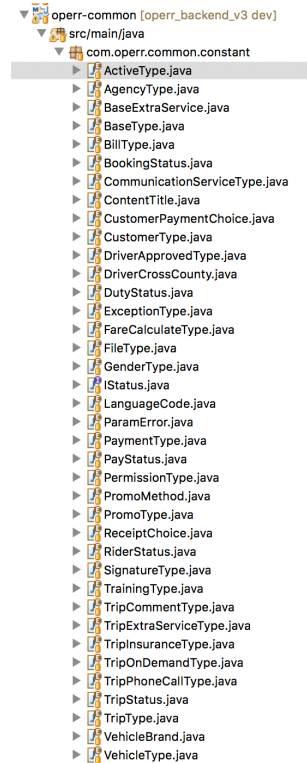 operr-common [operr_backend_v3 dev]
src/main/java
com.operr.common.constant
ActiveType.java
AgencyType.java
BaseExtraService.java
BaseType.java
BillType.java
BookingStatus.java
CommunicationServiceType.java
ContentTitle.java
CustomerPaymentChoice.java
CustomerType.java
DriverApprovedType.java
DriverCrossCounty.java
DutyStatus.java
ExceptionType.java
FareCalculateType.java
FileType.java
GenderType.java
IStatus.java
LanguageCode.java
ParamError.java
PaymentType.java
PayStatus.java
PermissionType.java
PromoMethod.java
PromoType.java
ReceiptChoice.java
RiderStatus.java
SignatureType.java
TrainingType.java
TripCommentType.java
TripExtraServiceType.java
TripInsuranceType.java
TripOnDemandType.java
TripPhoneCallType.java
TripStatus.java
TripType.java
VehicleBrand.java
VehicleType.java